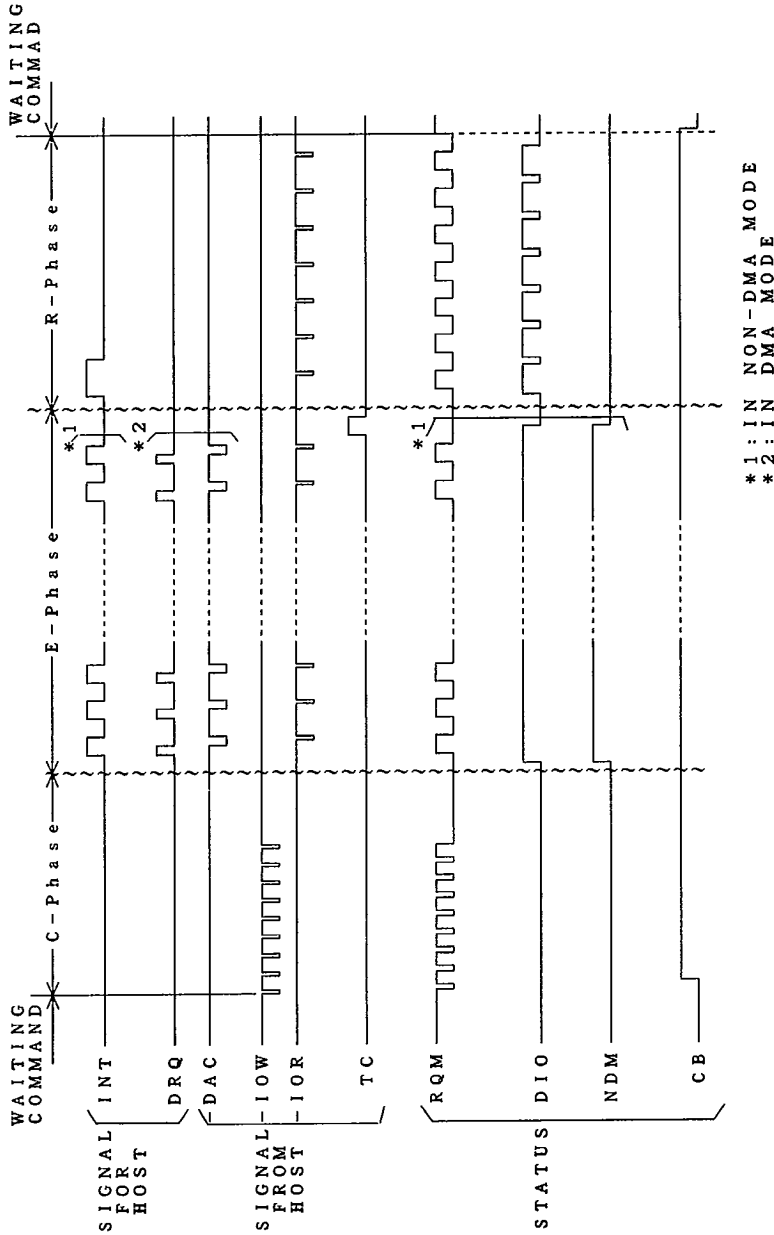 WAITING
COMMAND
C-Phase
E-Phase
R-Phase
WAITING
COMMAD
SIGNAL
FOR
HOST
INT
*1
DRQ
*2
SIGNAL
FROM
HOST
-DAC
-IOW
-IOR
TC
STATUS
RQM
*1
DIO
NDM
CB
*1:IN NON-DMA MODE
*2:IN DMA MODE